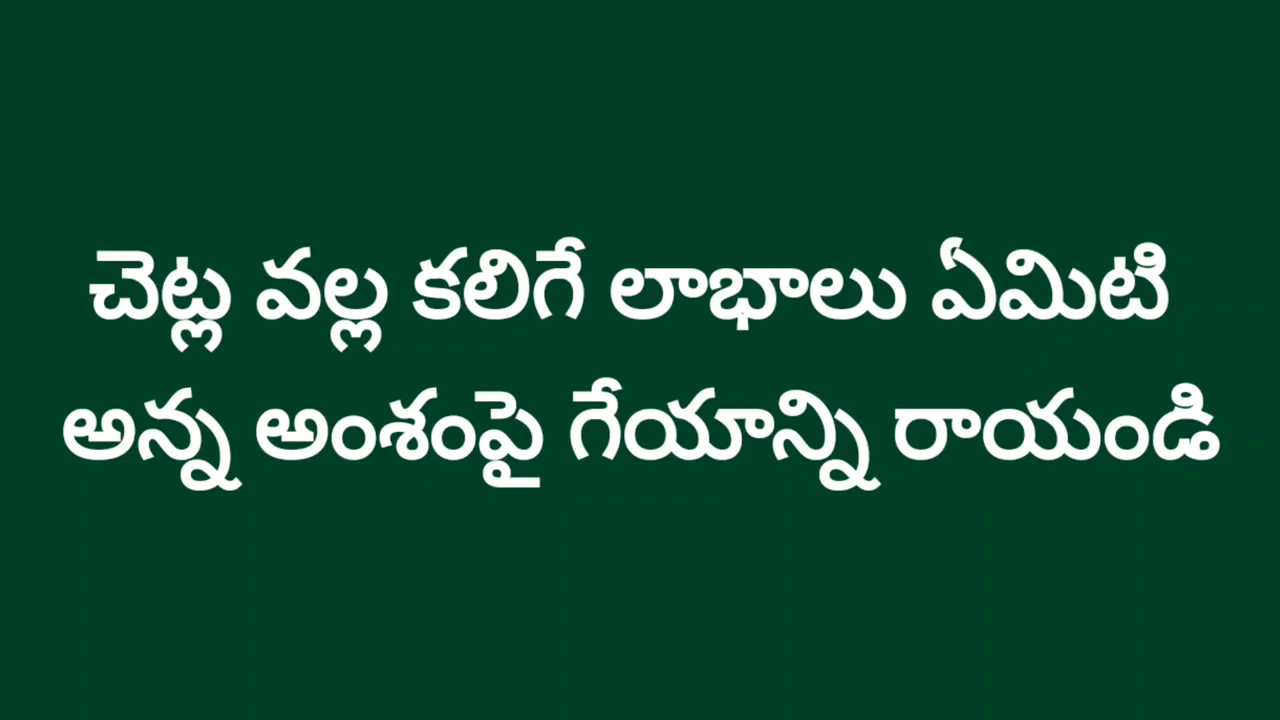 చెట్ల వల్ల కలిగే లాభాలు ఏమిటి
అన్న అంశంపై గేయాన్ని రాయండి